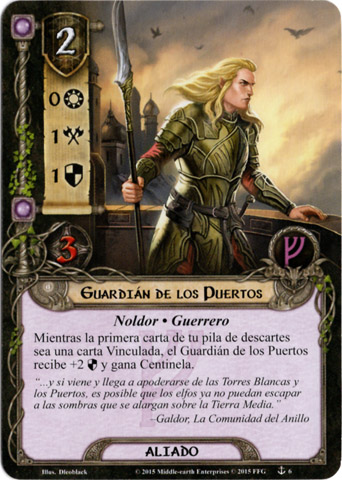 2
0
1
1
3
Guardián de los Puertos
Noldor • Guerrero
Mientras la primera carta de tu pila de descartes
sea una carta Vinculada, el Guardián de los Puertos
recibe +2 y gana Centinela.
"...y si viene y llega a apoderarse de las Torres Blancas y
los Puertos, es posible que los elfos ya no puedan escapar
a las sombras que se alargan sobre la Tierra Media."
–Galdor, La Comunidad del Anillo
Aliado
Illus. Dleoblack © 2015 Middle-earth Enterprises © 2015 FFG 6